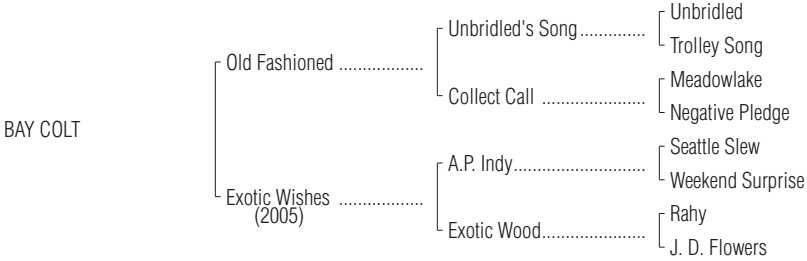 Unbridled
Unbridled's Song..............
Trolley Song
Old Fashioned ..................
Meadowlake
Collect Call ......................
Negative Pledge
BAY COLT
Seattle Slew
A.P. Indy............................
Weekend Surprise
Exotic Wishes ..................
(2005)
Rahy
Exotic Wood......................
J. D. Flowers